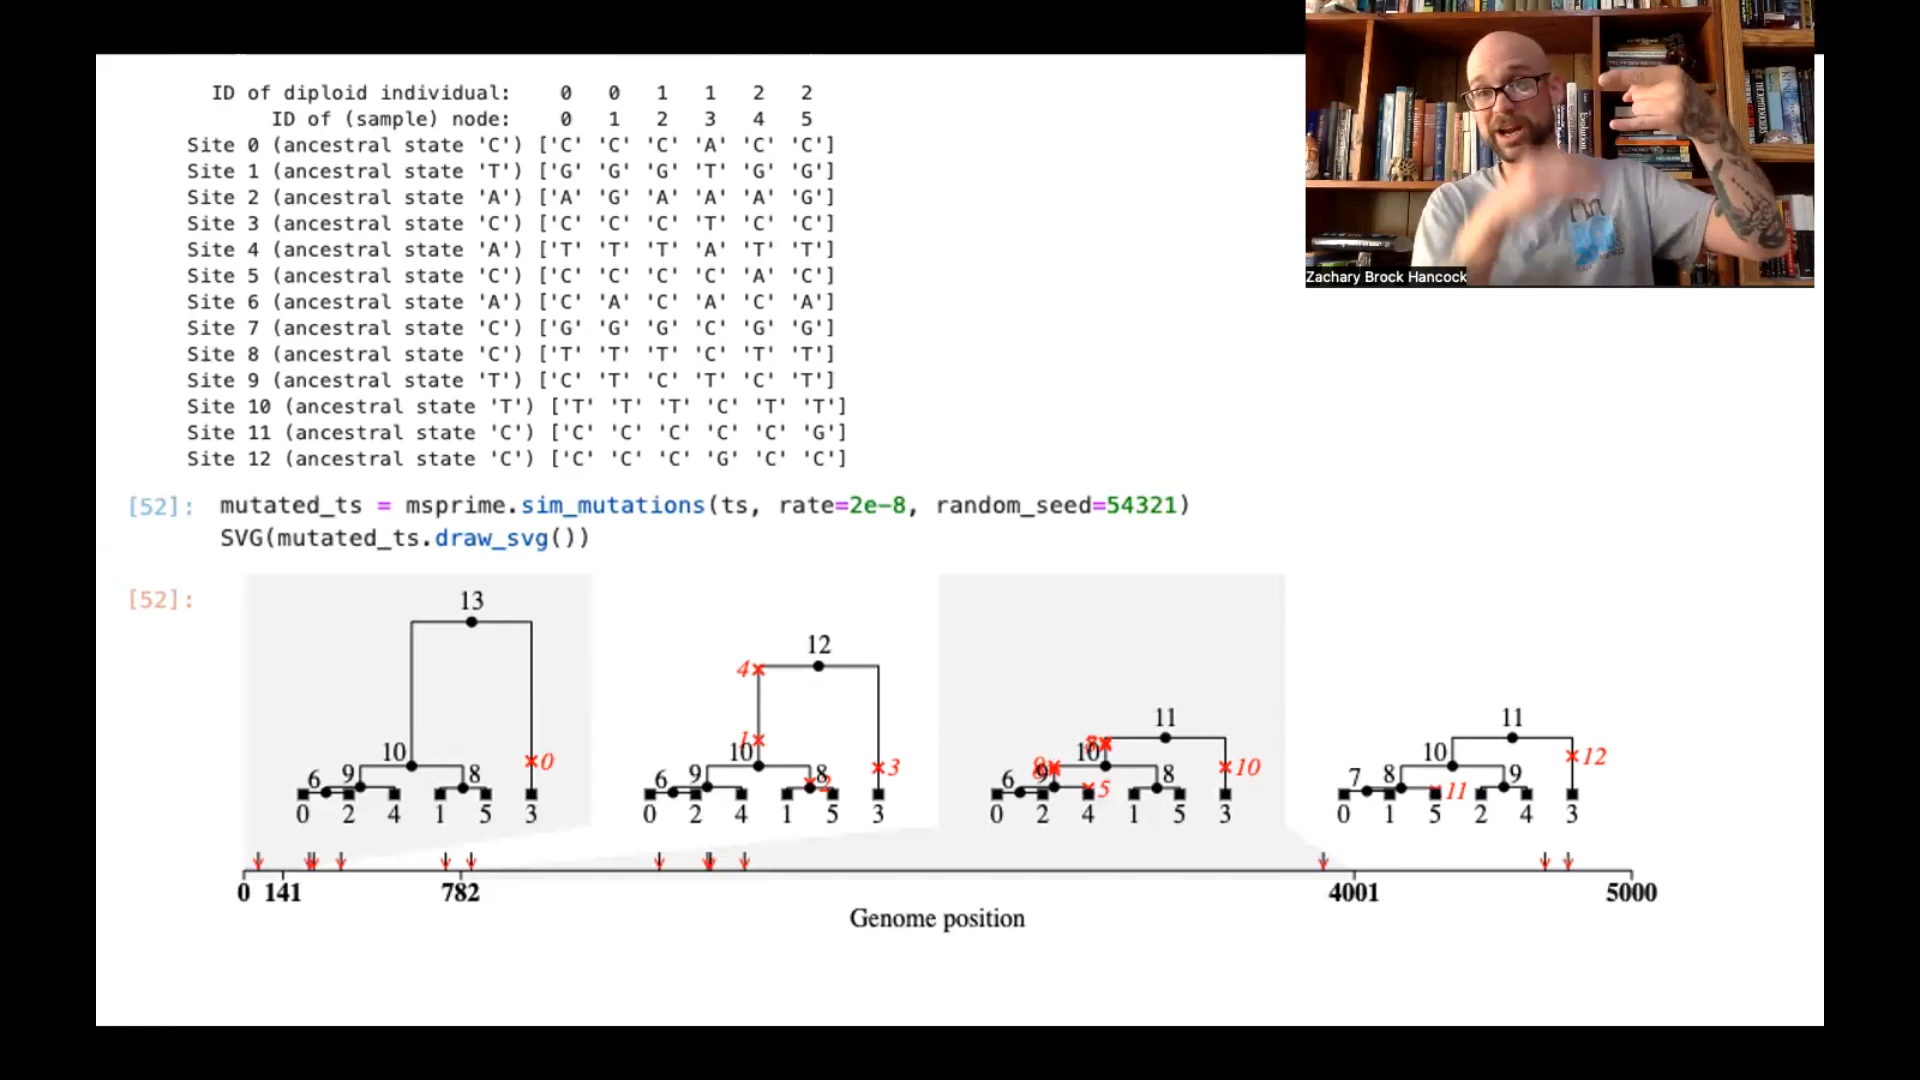 ID of diploid individual: 0 0 1 1 2 2
ID of (sample) node: 0 1 2 3 4 5
Site 0 (ancestral state 'C') ['C' 'C' 'C' 'A' 'C' 'C']
Site 1 (ancestral state 'T') ['G' 'G' 'G' 'T' 'G' 'G']
Site 2 (ancestral state 'A') ['A' 'G' 'A' 'A' 'A' 'G']
Site 3 (ancestral state 'C') ['C' 'C' 'C' 'T' 'C' 'C']
Site 4 (ancestral state 'A') ['T' 'T' 'T' 'A' 'T' 'T']
Site 5 (ancestral state 'C') ['C' 'C' 'C' 'C' 'A' 'C']
Site 6 (ancestral state 'A') ['C' 'A' 'C' 'A' 'C' 'A']
Site 7 (ancestral state 'C') ['G' 'G' 'G' 'C' 'G' 'G']
Site 8 (ancestral state 'C') ['T' 'T' 'T' 'C' 'T' 'T']
Site 9 (ancestral state 'T') ['C' 'T' 'C' 'T' 'C' 'T']
Site 10 (ancestral state 'T') ['T' 'T' 'T' 'C' 'T' 'T']
Site 11 (ancestral state 'C') ['C' 'C' 'C' 'C' 'C' 'G']
Site 12 (ancestral state 'C') ['C' 'C' 'C' 'G' 'C' 'C']
Zachary Brock Hancock
[52]: mutated_ts = msprime.sim_mutations(ts, rate=2e-8, random_seed=54321)
SVG(mutated_ts.draw_svg())
[52]:
13
12
4
11
11
1
10
10
10
10
0
3
10
12
6 9 8
6 9 8 2
6 9 8 5
7 8 9 11
0 2 4 1 5 3
0 2 4 1 5 3
0 2 4 1 5 3
0 1 5 2 4 3
0 141 782 4001 5000
Genome position